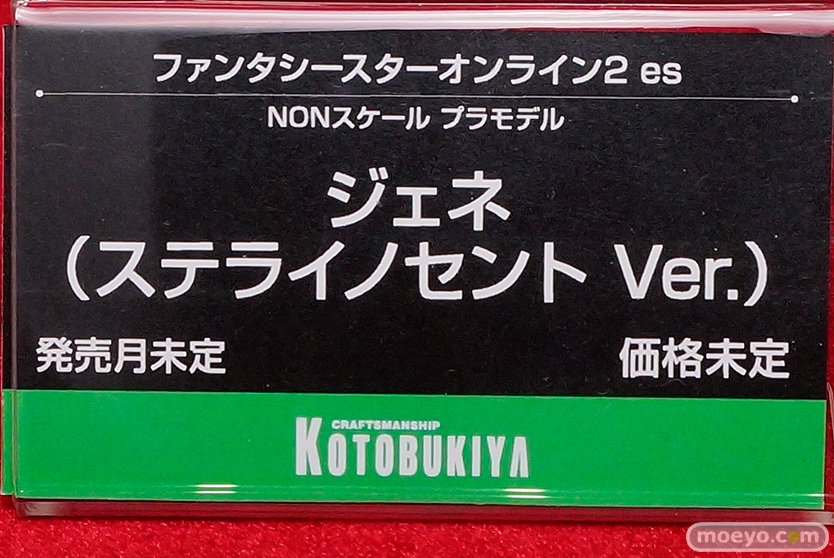 ファンタシースターオンライン2 es
NONスケール プラモデル
ジェネ
（ステライノセント Ver.）
発売月未定
価格未定
CRAFTSMANSHIP
KOTOBUKIYA
moeyo.com